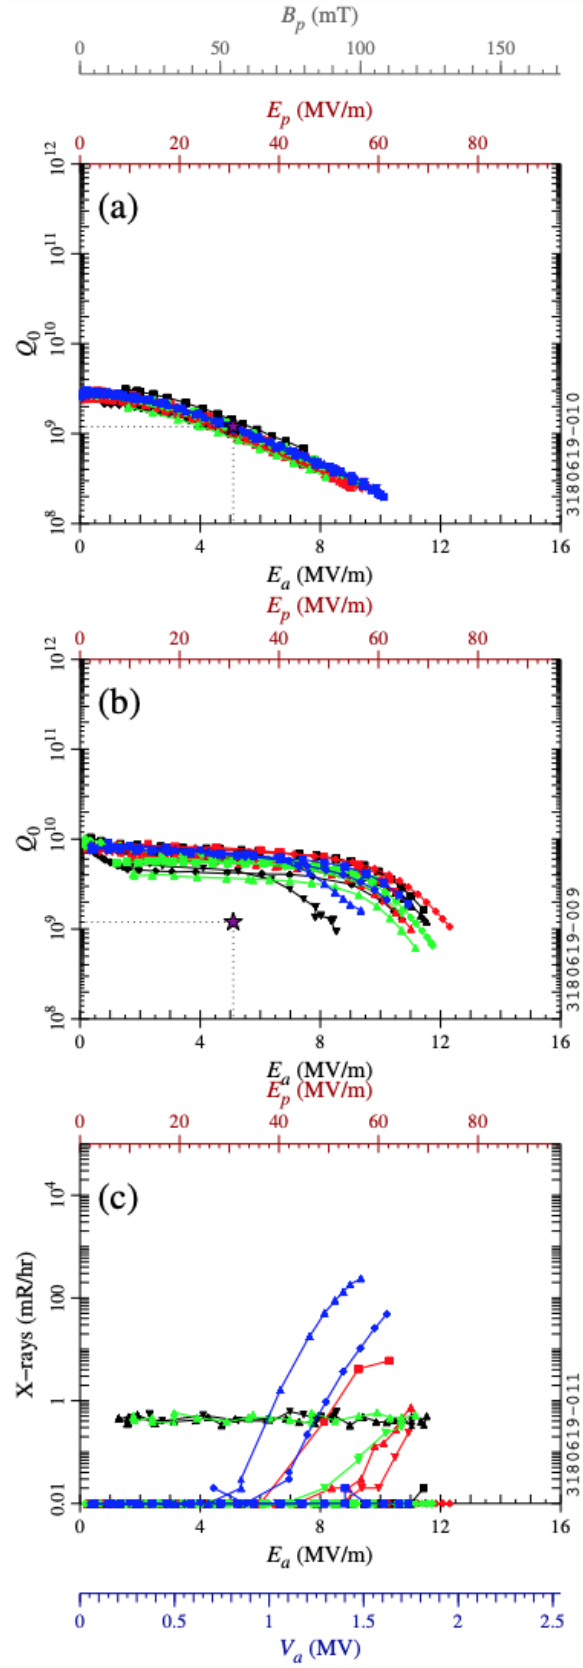 B_p (mT)
0 50 100 150
E_p (MV/m)
0 20 40 60 80
(a)
10^12
10^11
10^10
10^9
10^8
Q_0
0 4 8 12 16
E_a (MV/m)
3180619-010
E_p (MV/m)
0 20 40 60 80
(b)
10^12
10^11
10^10
10^9
10^8
Q_0
0 4 8 12 16
E_a (MV/m)
3180619-009
E_p (MV/m)
0 20 40 60 80
(c)
10^4
100
1
0.01
X-rays (mR/hr)
0 4 8 12 16
E_a (MV/m)
3180619-011
0 0.5 1 1.5 2 2.5
V_a (MV)